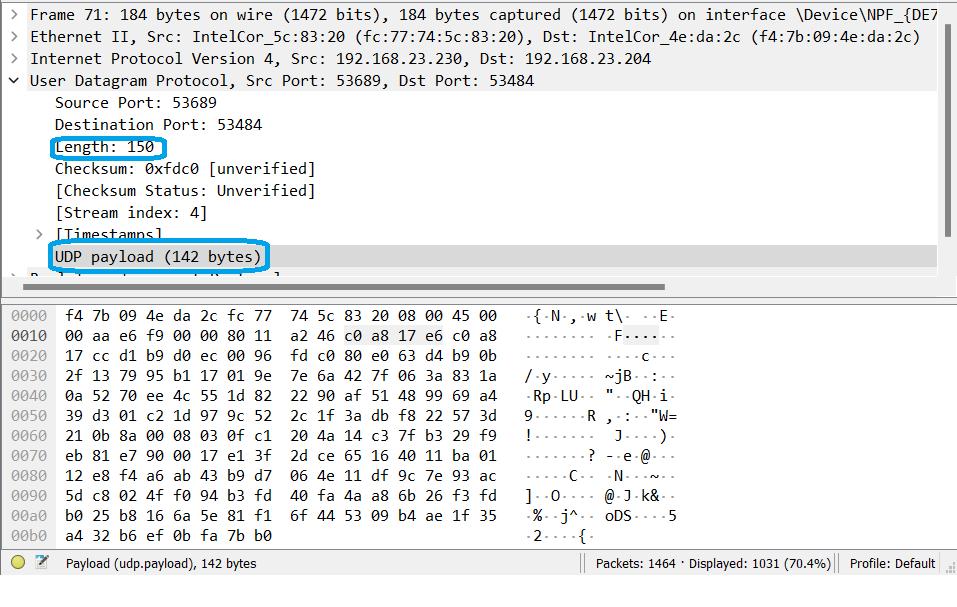 Frame 71: 184 bytes on wire (1472 bits), 184 bytes captured (1472 bits) on interface \Device\NPF_{DE7
Ethernet II, Src: IntelCor_5c:83:20 (fc:77:74:5c:83:20), Dst: IntelCor_4e:da:2c (f4:7b:09:4e:da:2c)
Internet Protocol Version 4, Src: 192.168.23.230, Dst: 192.168.23.204
User Datagram Protocol, Src Port: 53689, Dst Port: 53484
Source Port: 53689
Destination Port: 53484
Length: 150
Checksum: 0xfdc0 [unverified]
[Checksum Status: Unverified]
[Stream index: 4]
[Timestamps]
UDP payload (142 bytes)
0000 f4 7b 09 4e da 2c fc 77 74 5c 83 20 08 00 45 00 ·{·N·,·w t\· ··E·
0010 00 aa e6 f9 00 00 80 11 a2 46 c0 a8 17 e6 c0 a8 ········ ·F······
0020 17 cc d1 b9 d0 ec 00 96 fd c0 80 e0 63 d4 b9 0b ········ ····c···
0030 2f 13 79 95 b1 17 01 9e 7e 6a 42 7f 06 3a 83 1a /·y····· ~jB··:··
0040 0a 52 70 ee 4c 55 1d 82 22 90 af 51 48 99 69 a4 ·Rp·LU·· "··QH·i·
0050 39 d3 01 c2 1d 97 9c 52 2c 1f 3a db f8 22 57 3d 9······R ,·:··"W=
0060 21 0b 8a 00 08 03 0f c1 20 4a 14 c3 7f b3 29 f9 !·······  J····)·
0070 eb 81 e7 90 00 17 e1 3f 2d ce 65 16 40 11 ba 01 ·······? -·e·@···
0080 12 e8 f4 a6 ab 43 b9 d7 06 4e 11 df 9c 7e 93 ac ·····C·· ·N···~··
0090 5d c8 02 4f f0 94 b3 fd 40 fa 4a a8 6b 26 f3 fd ]··O···· @·J·k&··
00a0 b0 25 b8 16 6a 5e 81 f1 6f 44 53 09 b4 ae 1f 35 ·%··j^·· oDS····5
00b0 a4 32 b6 ef 0b fa 7b b0 ·2····{·
Payload (udp.payload), 142 bytes Packets: 1464 · Displayed: 1031 (70.4%) Profile: Default